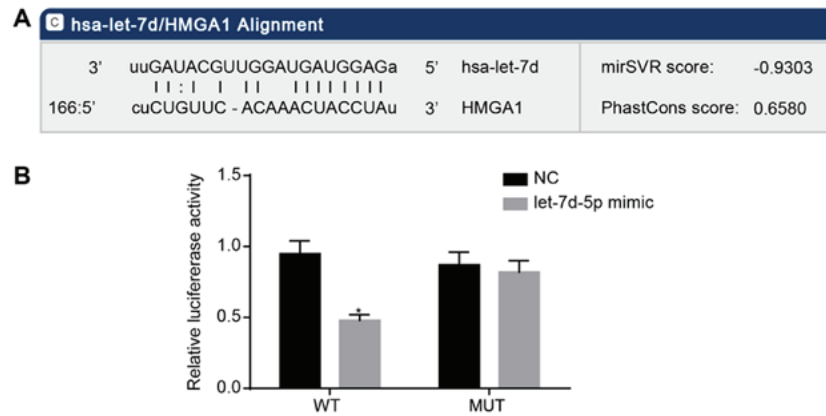 A
C hsa-let-7d/HMGA1 Alignment
3’ uuGAUACGUUGGAUGAUGGAGa 5’ hsa-let-7d mirSVR score: -0.9303
| | : | | | | | | | | | | | |
166:5’ cuCUGUUC - ACAAACUACCUAu 3’ HMGA1 PhastCons score: 0.6580
B
Relative lucifererase activity
1.5
1.0
0.5
0.0
NC
let-7d-5p mimic
*
WT MUT